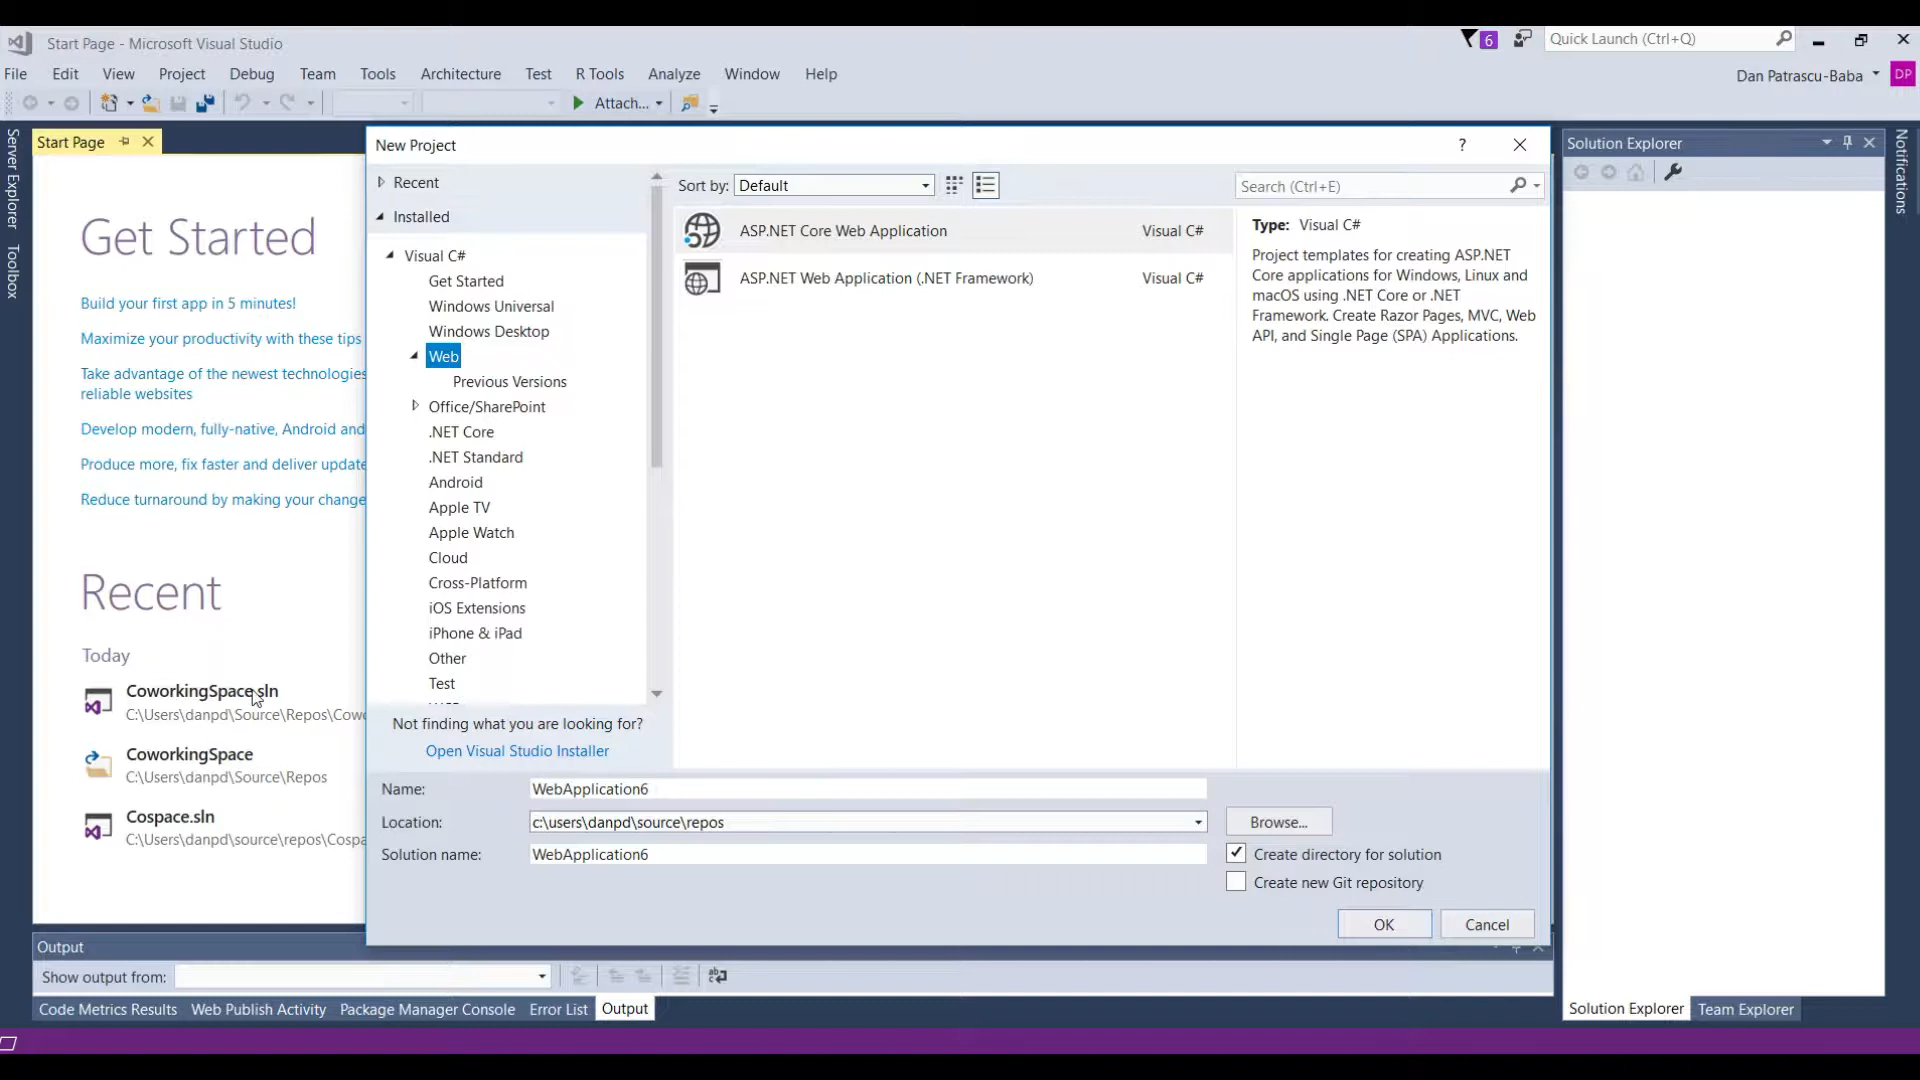 Start Page - Microsoft Visual Studio
6
Quick Launch (Ctrl+Q)
File Edit View Project Debug Team Tools Architecture Test R Tools Analyze Window Help
Dan Patrascu-Baba
DP
Attach...
Server Explorer
Toolbox
Start Page
Get Started
Build your first app in 5 minutes!
Maximize your productivity with these tips
Take advantage of the newest technologies
reliable websites
Develop modern, fully-native, Android and
Produce more, fix faster and deliver update
Reduce turnaround by making your change
Recent
Today
CoworkingSpace.sln
C:\Users\danpd\Source\Repos\Cowo
CoworkingSpace
C:\Users\danpd\Source\Repos
Cospace.sln
C:\Users\danpd\source\repos\Cospa
New Project
?
Recent
Installed
Visual C#
Get Started
Windows Universal
Windows Desktop
Web
Previous Versions
Office/SharePoint
.NET Core
.NET Standard
Android
Apple TV
Apple Watch
Cloud
Cross-Platform
iOS Extensions
iPhone & iPad
Other
Test
Not finding what you are looking for?
Open Visual Studio Installer
Sort by: Default
Search (Ctrl+E)
ASP.NET Core Web Application Visual C#
ASP.NET Web Application (.NET Framework) Visual C#
Type: Visual C#
Project templates for creating ASP.NET
Core applications for Windows, Linux and
macOS using .NET Core or .NET
Framework. Create Razor Pages, MVC, Web
API, and Single Page (SPA) Applications.
Name: WebApplication6
Location: c:\users\danpd\source\repos
Browse...
Solution name: WebApplication6
Create directory for solution
Create new Git repository
OK
Cancel
Solution Explorer
Notifications
Output
Show output from:
Code Metrics Results Web Publish Activity Package Manager Console Error List Output
Solution Explorer Team Explorer